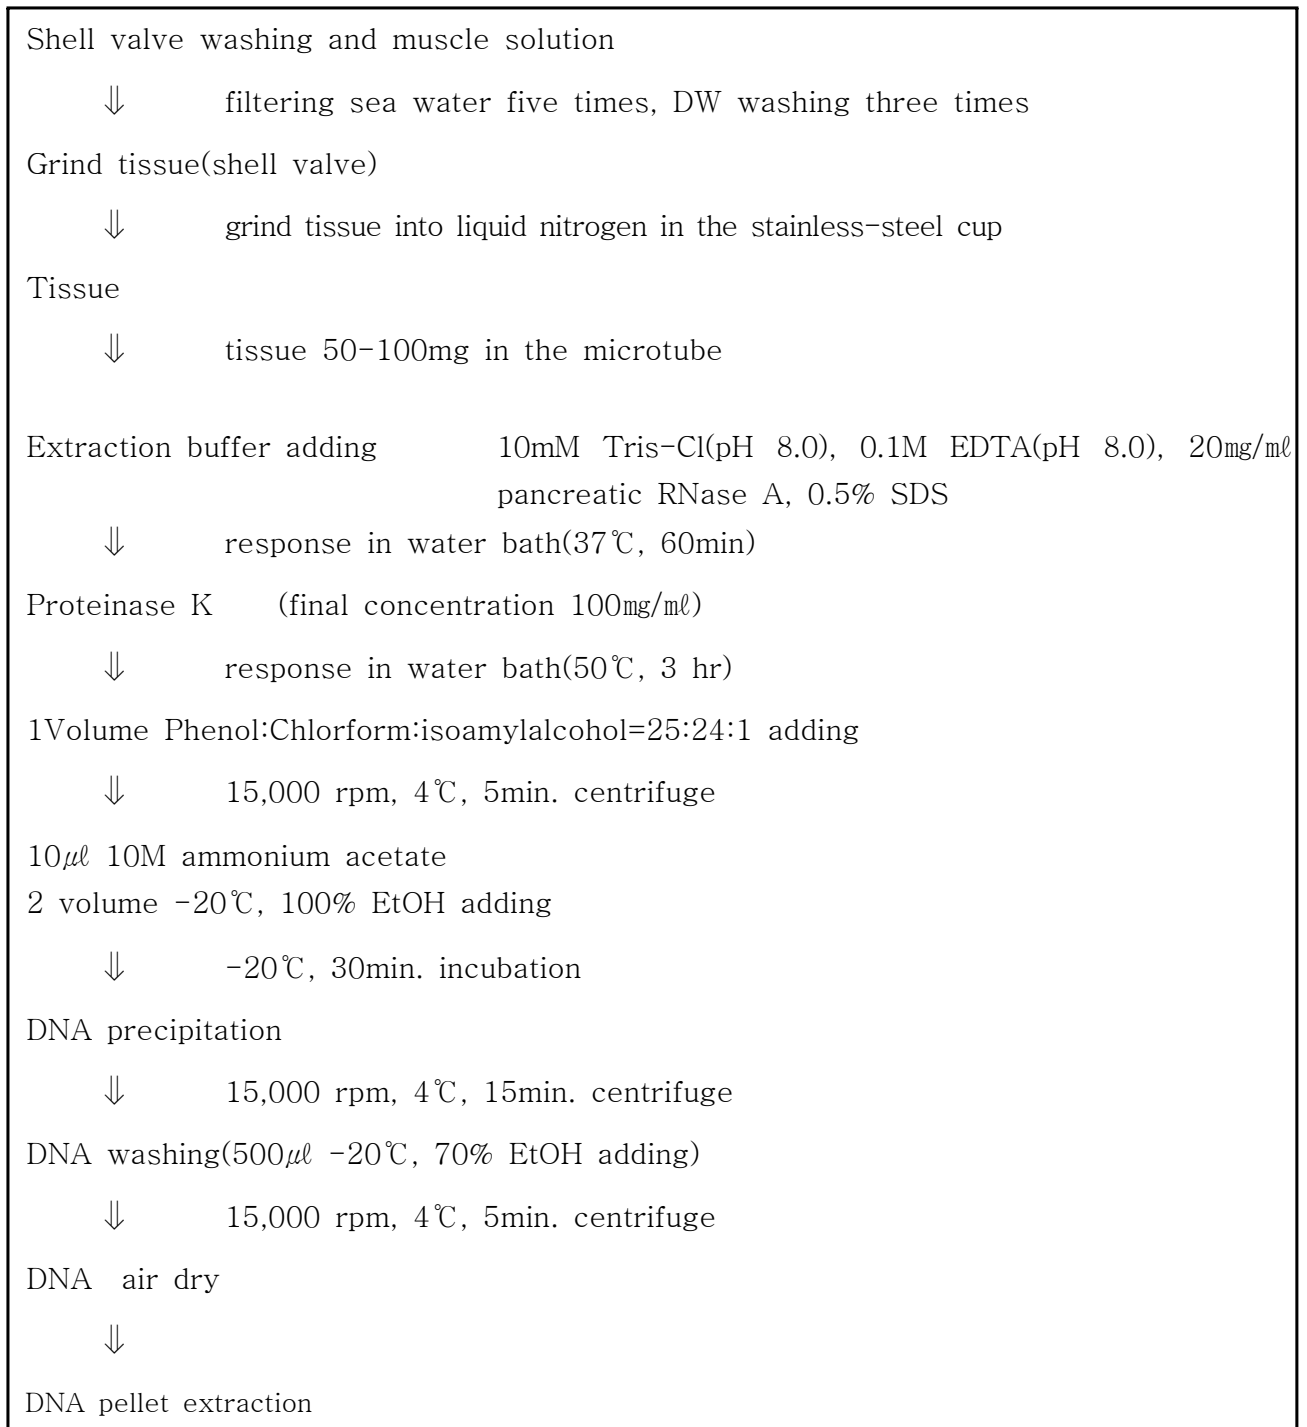 Shell valve washing and muscle solution
⇓ filtering sea water five times, DW washing three times
Grind tissue(shell valve)
⇓ grind tissue into liquid nitrogen in the stainless-steel cup
Tissue
⇓ tissue 50-100mg in the microtube
Extraction buffer adding 10mM Tris-Cl(pH 8.0), 0.1M EDTA(pH 8.0), 20㎎/㎖
pancreatic RNase A, 0.5% SDS
⇓ response in water bath(37℃, 60min)
Proteinase K (final concentration 100㎎/㎖)
⇓ response in water bath(50℃, 3 hr)
1Volume Phenol:Chlorform:isoamylalcohol=25:24:1 adding
⇓ 15,000 rpm, 4℃, 5min. centrifuge
10㎕ 10M ammonium acetate
2 volume -20℃, 100% EtOH adding
⇓ -20℃, 30min. incubation
DNA precipitation
⇓ 15,000 rpm, 4℃, 15min. centrifuge
DNA washing(500㎕ -20℃, 70% EtOH adding)
⇓ 15,000 rpm, 4℃, 5min. centrifuge
DNA air dry
⇓
DNA pellet extraction